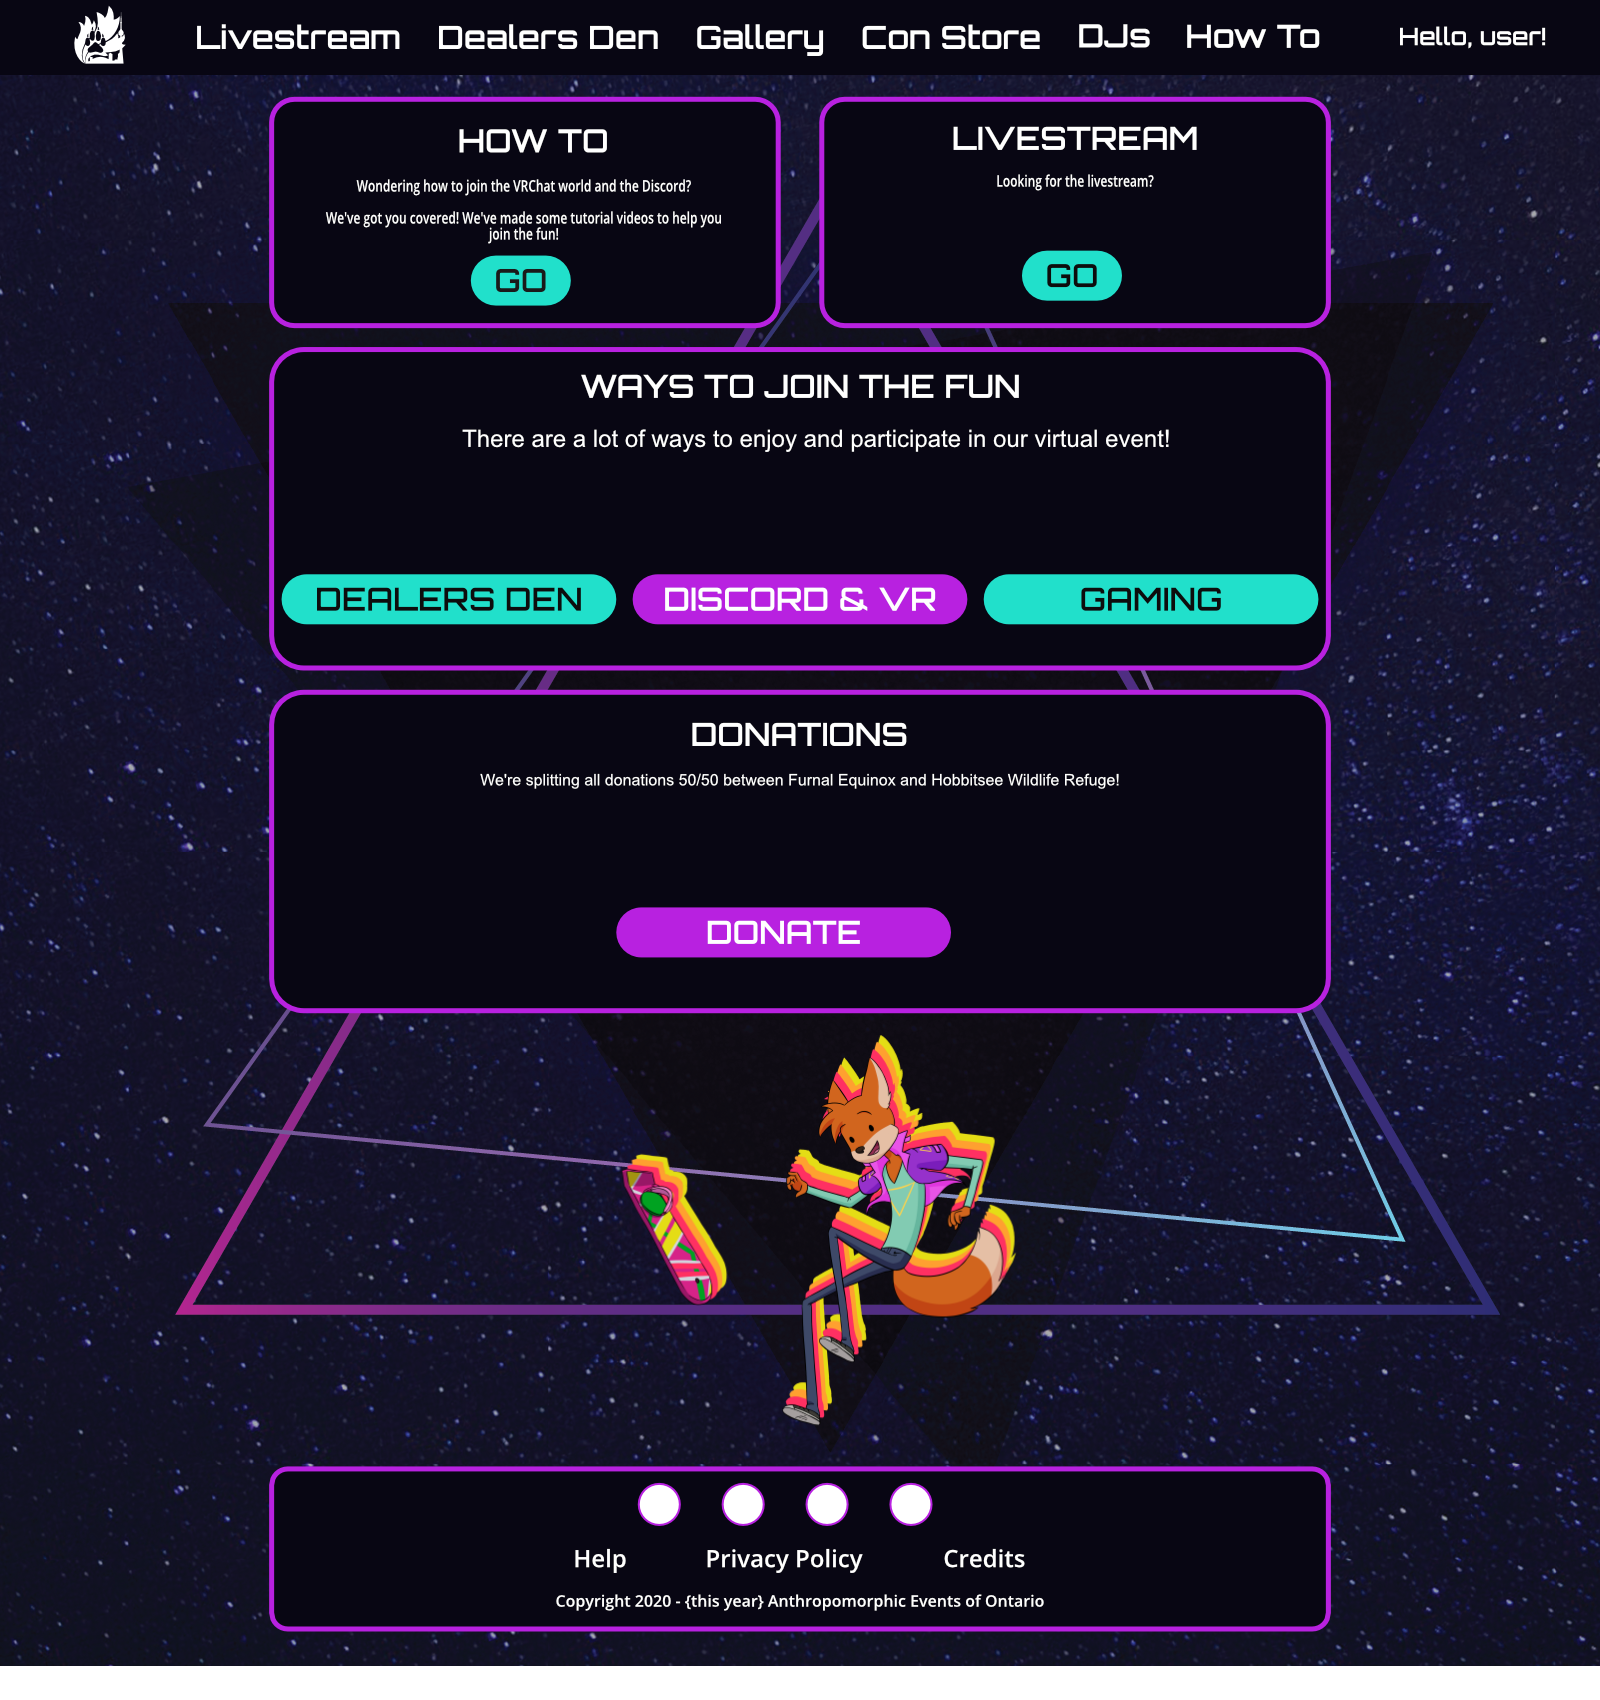 Livestream Dealers Den Gallery Con Store DJs How To Hello, user!
HOW TO
Wondering how to join the VRChat world and the Discord?
We've got you covered! We've made some tutorial videos to help you
join the fun!
GO
LIVESTREAM
Looking for the livestream?
GO
WAYS TO JOIN THE FUN
There are a lot of ways to enjoy and participate in our virtual event!
DEALERS DEN DISCORD & VR GAMING
DONATIONS
We're splitting all donations 50/50 between Furnal Equinox and Hobbitsee Wildlife Refuge!
DONATE
Help Privacy Policy Credits
Copyright 2020 - {this year} Anthropomorphic Events of Ontario